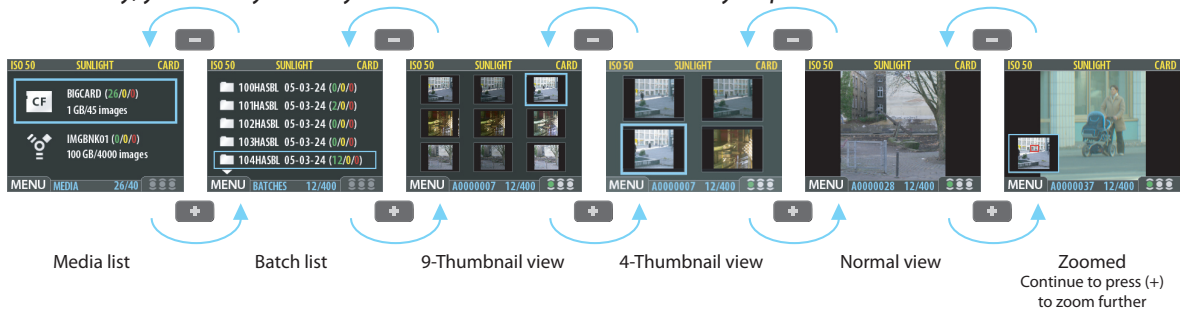 ISO 50 SUNLIGHT CARD
CF
BIGCARD (26/0/0)
1 GB/45 images
IMGBNK01 (0/0/0)
100 GB/4000 images
MENU MEDIA 26/40
ISO 50 SUNLIGHT CARD
100HASBL 05-03-24 (0/0/0)
101HASBL 05-03-24 (2/0/0)
102HASBL 05-03-24 (0/0/0)
103HASBL 05-03-24 (0/0/0)
104HASBL 05-03-24 (12/0/0)
MENU BATCHES 12/400
ISO 50 SUNLIGHT CARD
MENU A0000007 12/400
ISO 50 SUNLIGHT CARD
MENU A0000007 12/400
ISO 50 SUNLIGHT CARD
MENU A0000028 12/400
ISO 50 SUNLIGHT CARD
MENU A0000037 12/400
Media list
Batch list
9-Thumbnail view
4-Thumbnail view
Normal view
Zoomed
Continue to press (+)
to zoom further